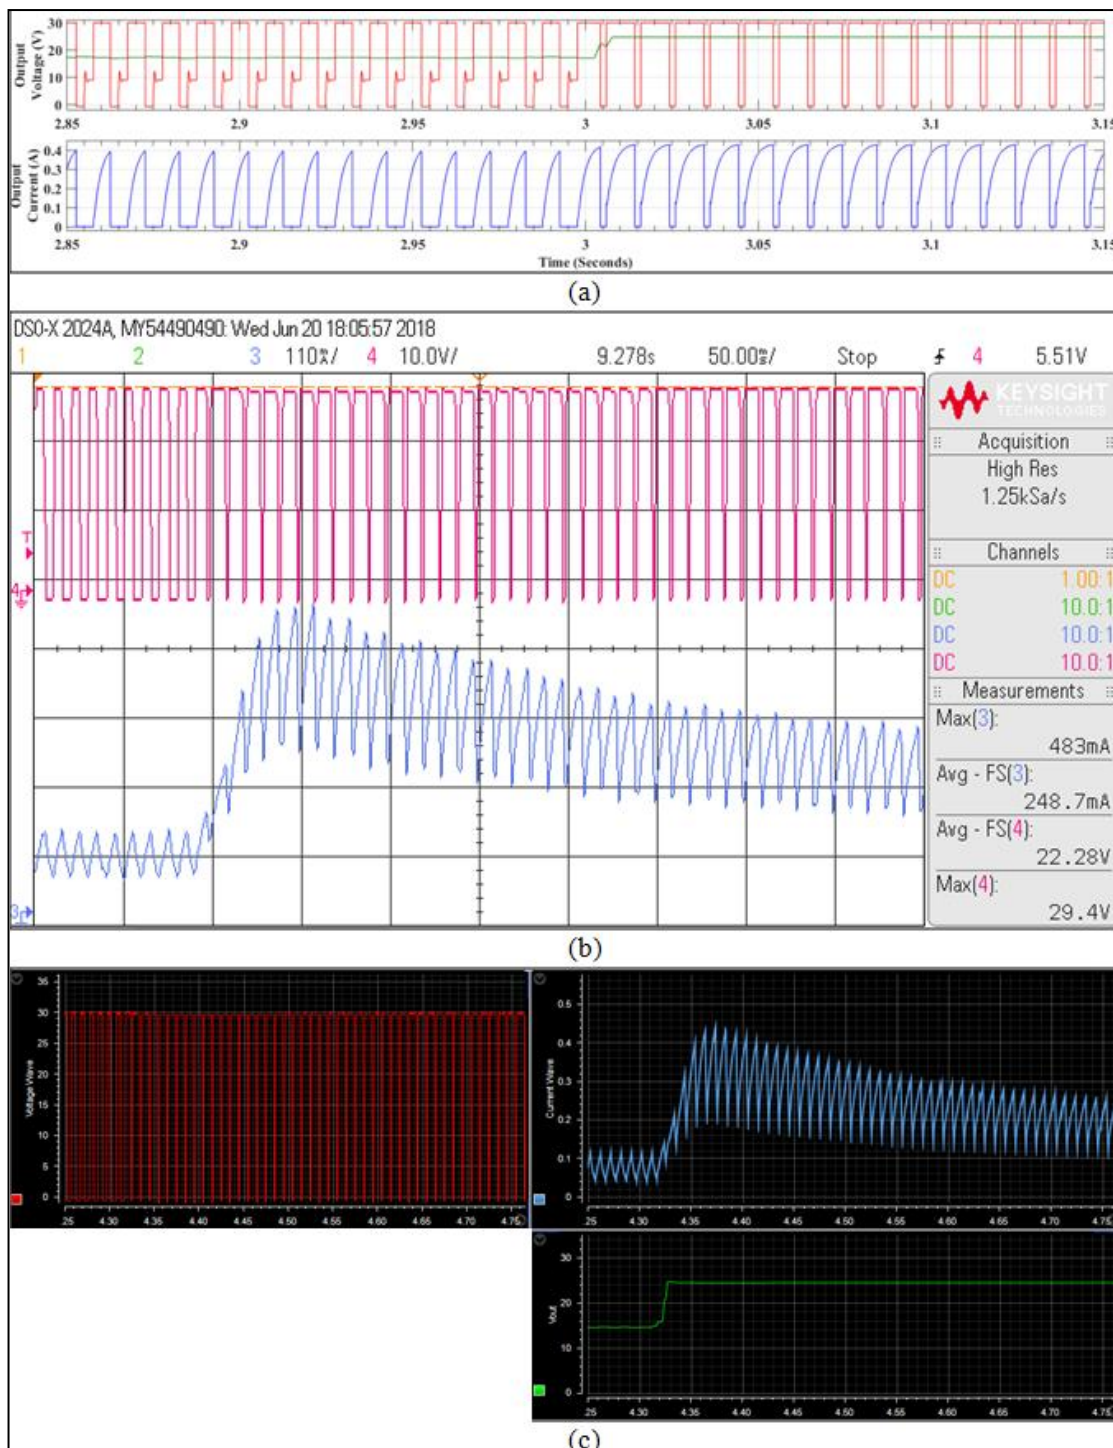 Output
Voltage (V)
30
20
10
0
2.85 2.9 2.95 3 3.05 3.1 3.15
Output
Current (A)
0.4
0.3
0.2
0.1
0
2.85 2.9 2.95 3 3.05 3.1 3.15
Time (Seconds)
(a)
DSO-X 2024A, MY54490490: Wed Jun 20 18:05:57 2018
1 2 3 110mA/ 4 10.0V/ 9.278s 50.00ms/ Stop 4 5.51V
KEYSIGHT
TECHNOLOGIES
Acquisition
High Res
1.25kSa/s
Channels
DC 1.00:1
DC 10.0:1
DC 10.0:1
DC 10.0:1
Measurements
Max(3):
483mA
Avg - FS(3):
248.7mA
Avg - FS(4):
22.28V
Max(4):
29.4V
T
4
3
(b)
Voltage Wave
35
30
25
20
15
10
5
0
.25 4.30 4.35 4.40 4.45 4.50 4.55 4.60 4.65 4.70 4.75
Current Wave
0.5
0.4
0.3
0.2
0.1
0
.25 4.30 4.35 4.40 4.45 4.50 4.55 4.60 4.65 4.70 4.75
Vout
30
20
10
0
.25 4.30 4.35 4.40 4.45 4.50 4.55 4.60 4.65 4.70 4.75
(c)